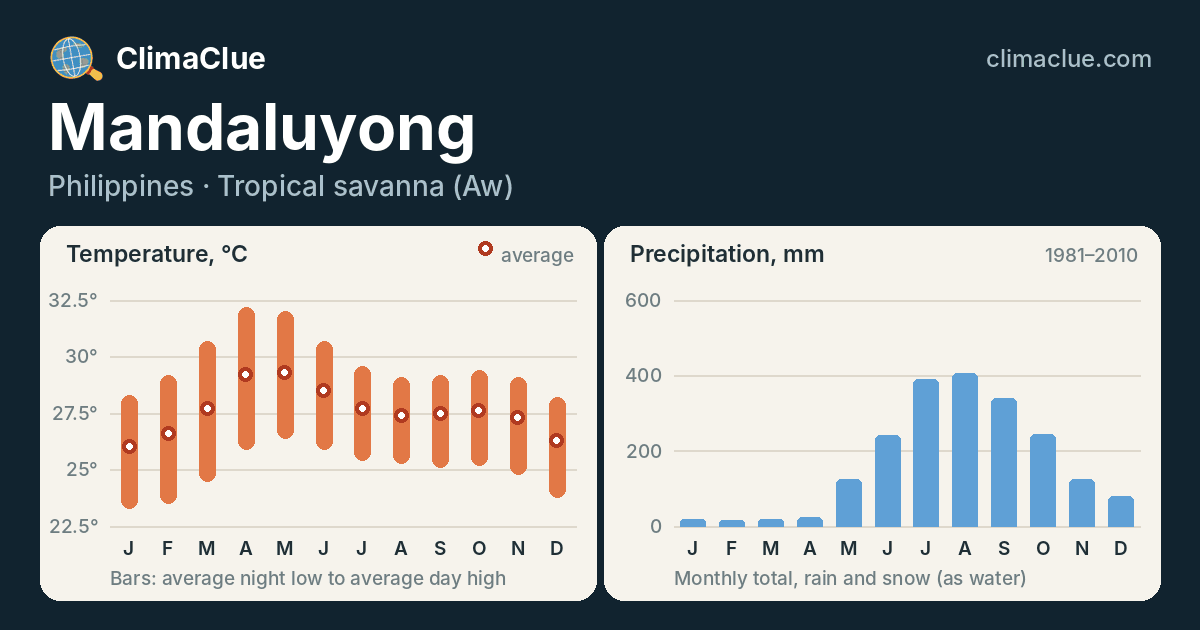 ClimaClue
climaclue.com
Mandaluyong
Philippines · Tropical savanna (Aw)
Temperature, °C
average
32.5°
30°
27.5°
25°
22.5°
J F M A M J J A S O N D
Bars: average night low to average day high
Precipitation, mm
1981–2010
600
400
200
0
J F M A M J J A S O N D
Monthly total, rain and snow (as water)